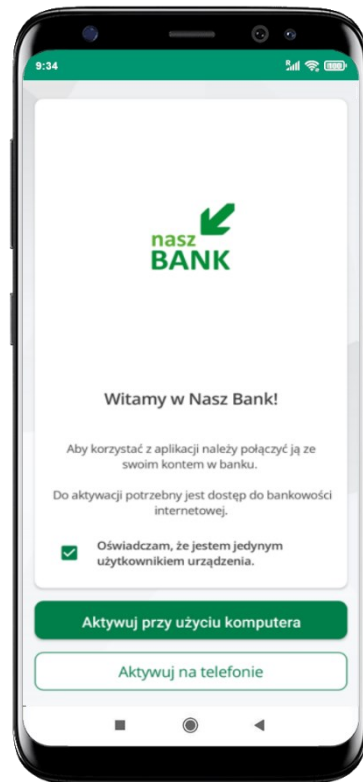 9:34
R
nasz
BANK
Witamy w Nasz Bank!
Aby korzystać z aplikacji należy połączyć ją ze
swoim kontem w banku.
Do aktywacji potrzebny jest dostęp do bankowości
internetowej.
Oświadczam, że jestem jedynym
użytkownikiem urządzenia.
Aktywuj przy użyciu komputera
Aktywuj na telefonie